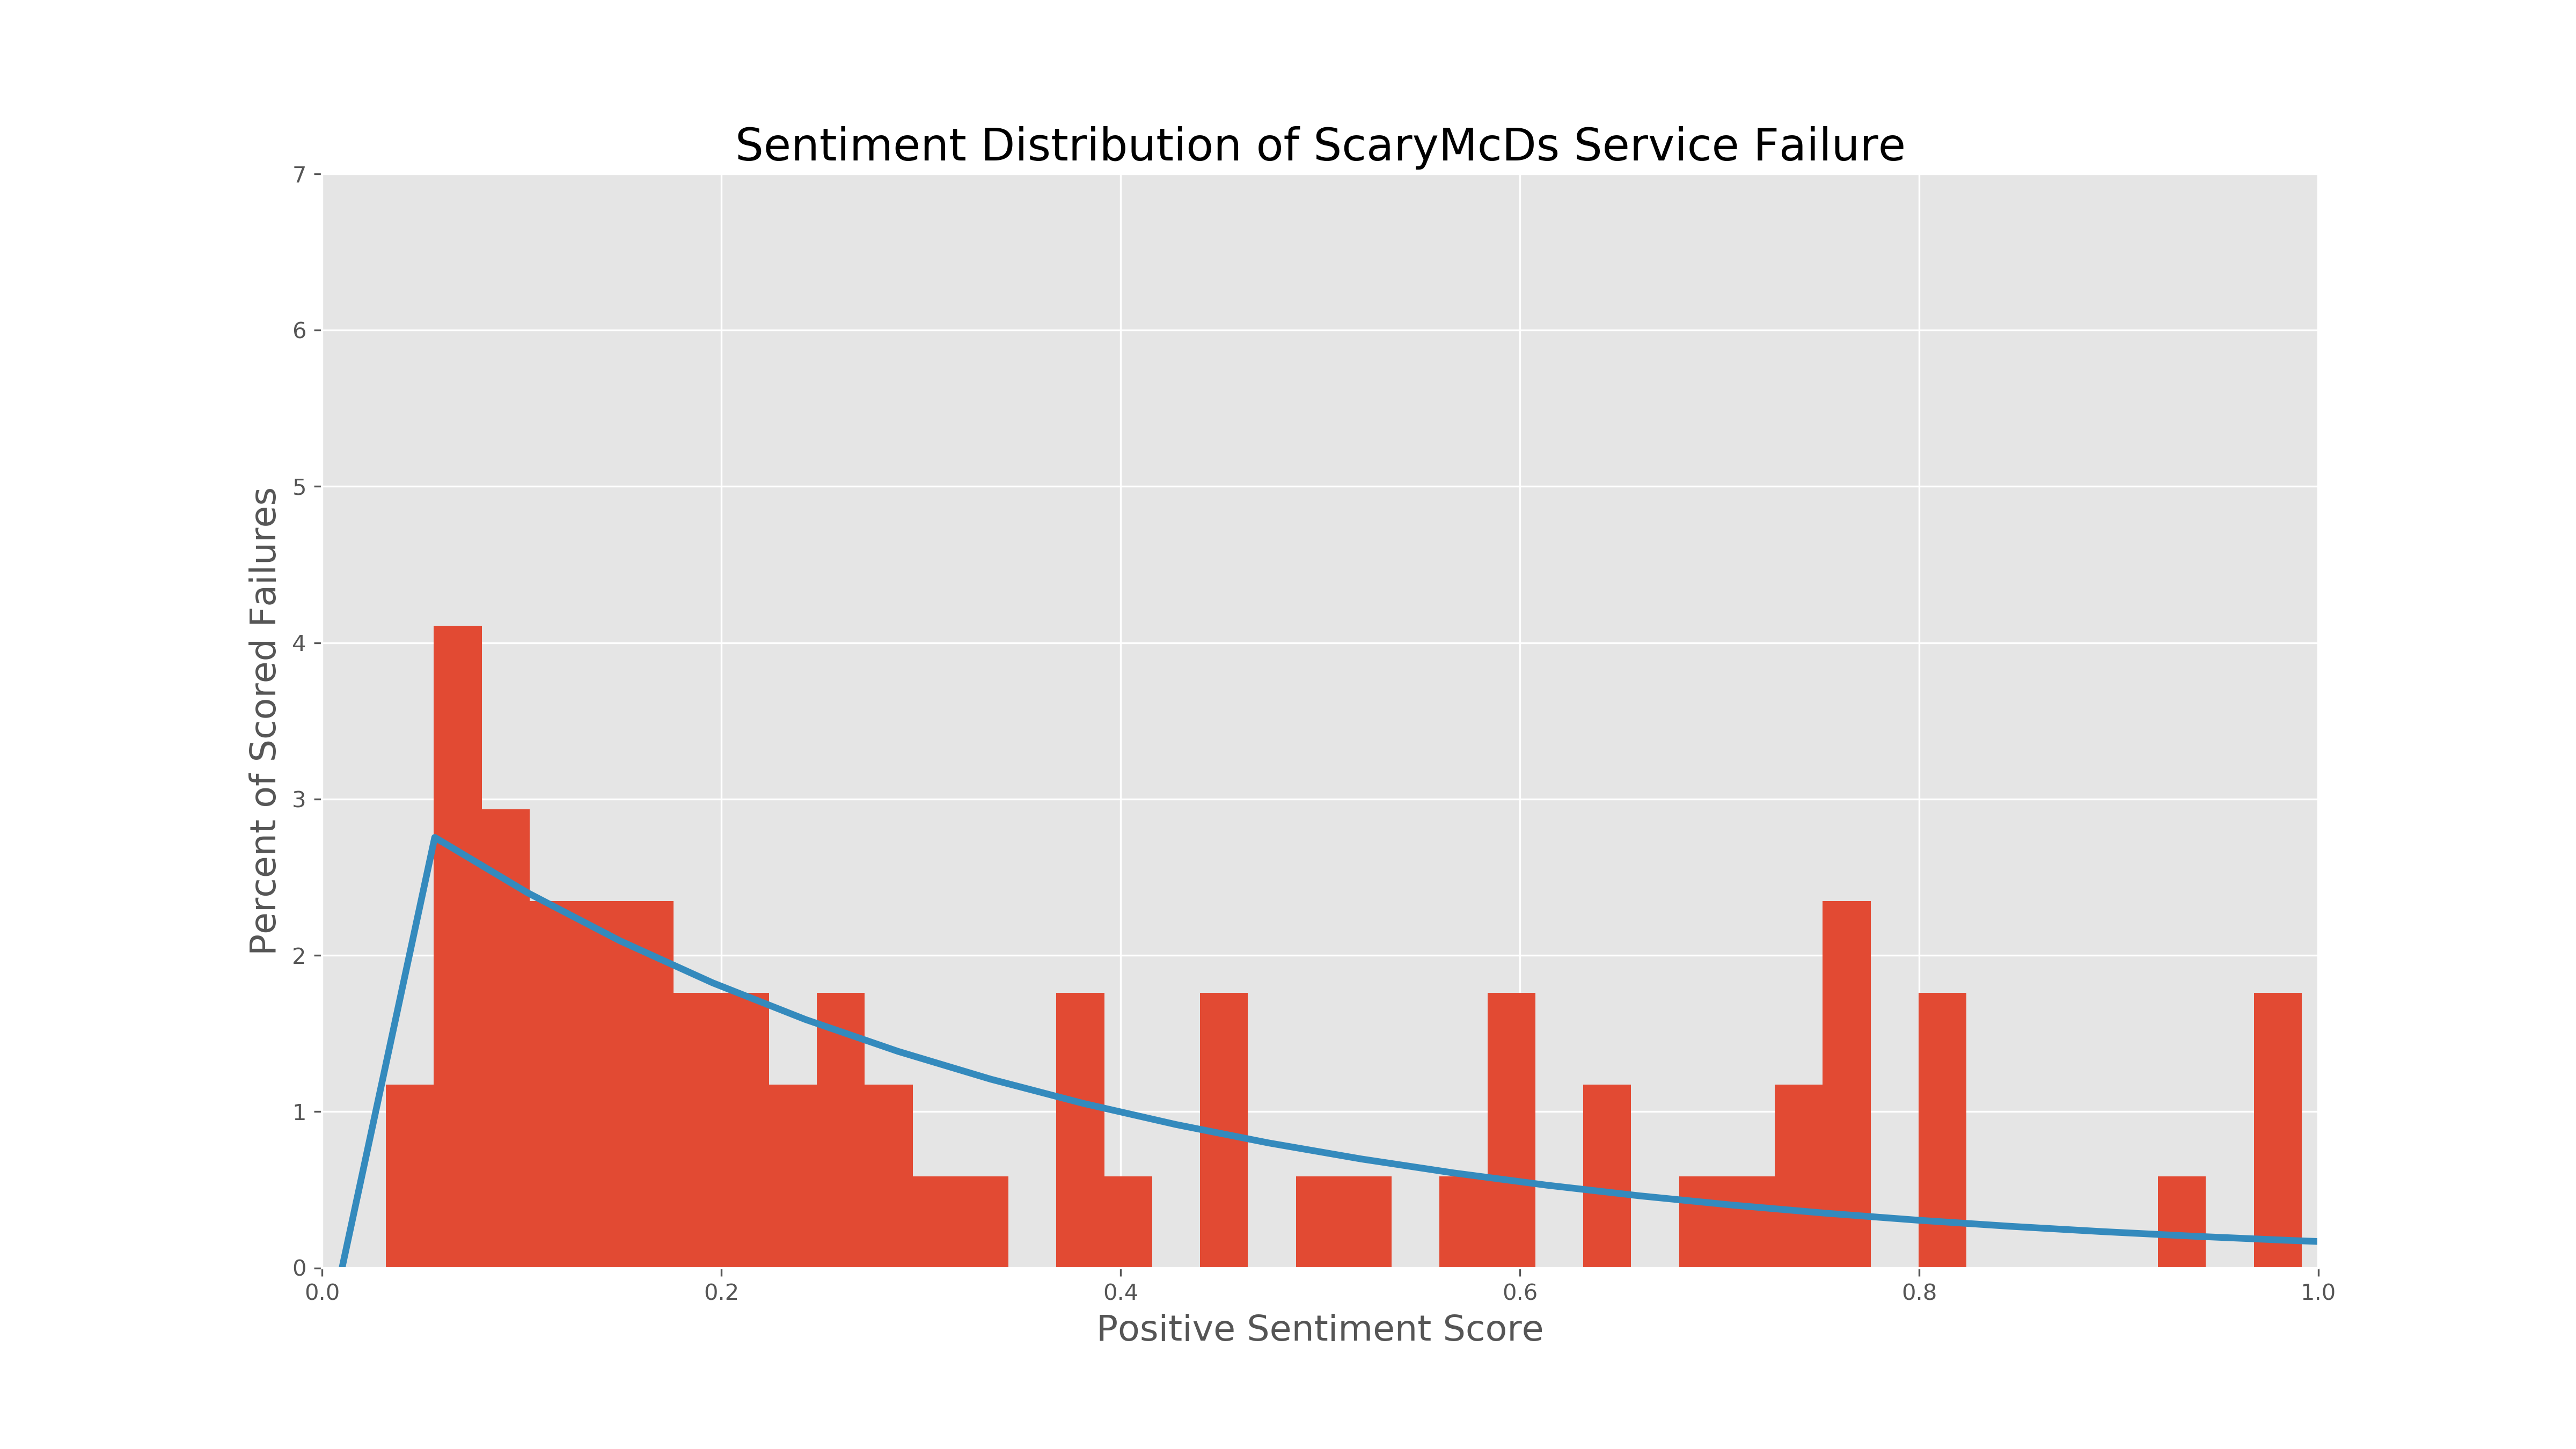 Sentiment Distribution of ScaryMcDs Service Failure
7
6
5
4
3
2
1
0
Percent of Scored Failures
0.0 0.2 0.4 0.6 0.8 1.0
Positive Sentiment Score